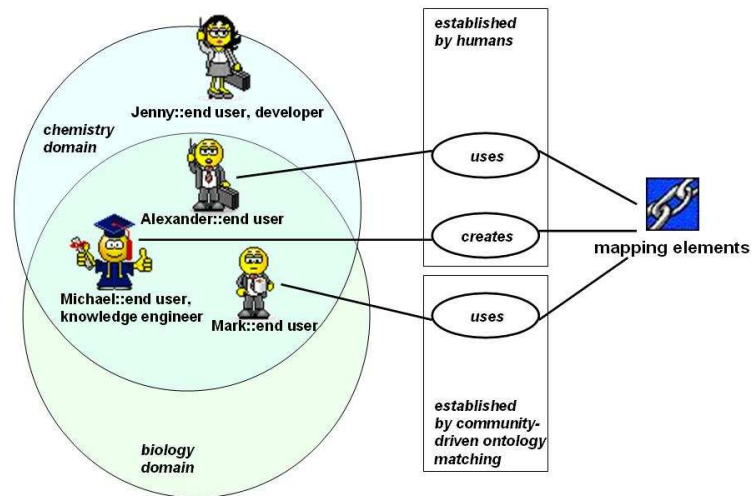 established
by humans
Jenny::end user, developer
chemistry
domain
uses
Alexander::end user
creates
mapping elements
Michael::end user,
knowledge engineer
Mark::end user
uses
established
by community-
driven ontology
matching
biology
domain